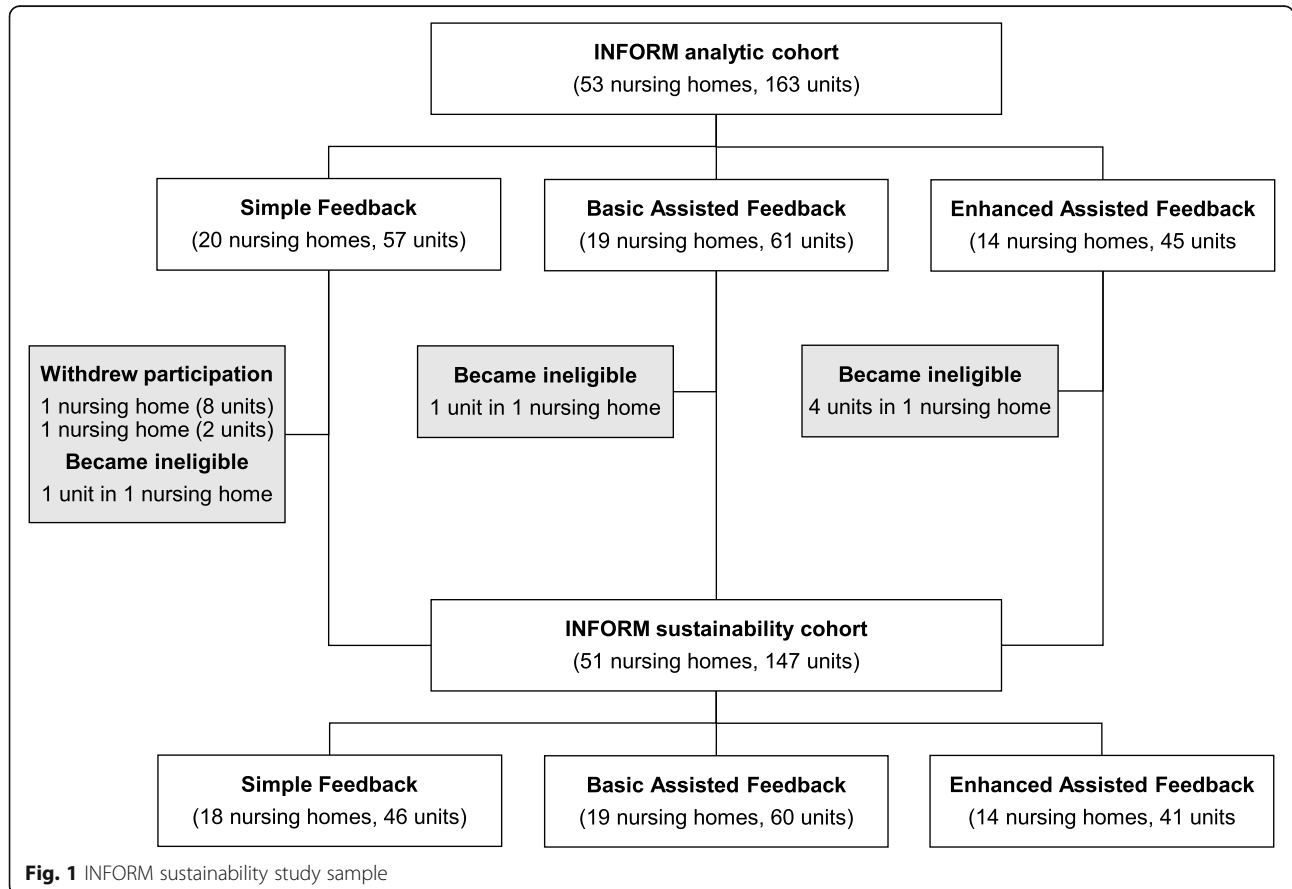 INFORM analytic cohort
(53 nursing homes, 163 units)
Simple Feedback
(20 nursing homes, 57 units)
Basic Assisted Feedback
(19 nursing homes, 61 units)
Enhanced Assisted Feedback
(14 nursing homes, 45 units
Withdrew participation
1 nursing home (8 units)
1 nursing home (2 units)
Became ineligible
1 unit in 1 nursing home
Became ineligible
1 unit in 1 nursing home
Became ineligible
4 units in 1 nursing home
INFORM sustainability cohort
(51 nursing homes, 147 units)
Simple Feedback
(18 nursing homes, 46 units)
Basic Assisted Feedback
(19 nursing homes, 60 units)
Enhanced Assisted Feedback
(14 nursing homes, 41 units
Fig. 1 INFORM sustainability study sample